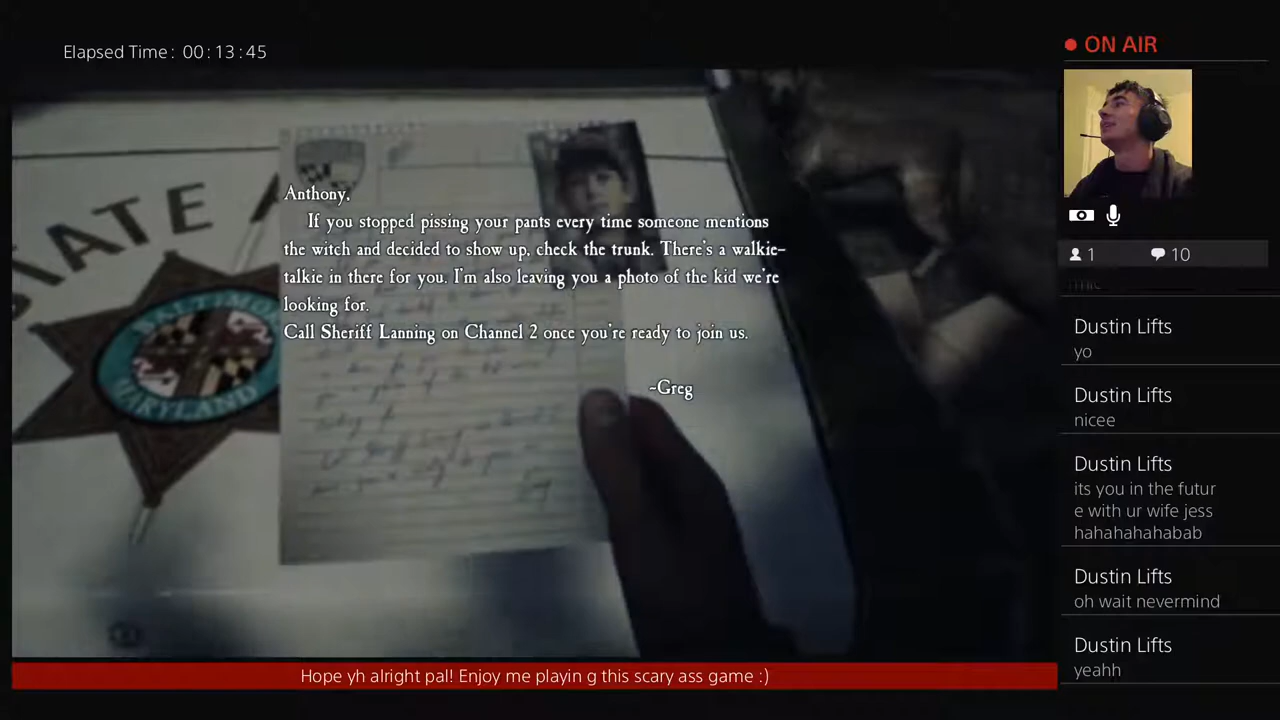 Elapsed Time: 00:13:45
ON AIR
STATE
BALTIMORE
MARYLAND
Anthony,
If you stopped pissing your pants every time someone mentions
the witch and decided to show up, check the trunk. There's a walkie-
talkie in there for you. I'm also leaving you a photo of the kid we're
looking for.
Call Sheriff Lanning on Channel 2 once you're ready to join us.
-Greg
1
10
Dustin Lifts
yo
Dustin Lifts
nicee
Dustin Lifts
its you in the futur
e with ur wife jess
hahahahahabab
Dustin Lifts
oh wait nevermind
Dustin Lifts
yeahh
Hope yh alright pal! Enjoy me playin g this scary ass game :)